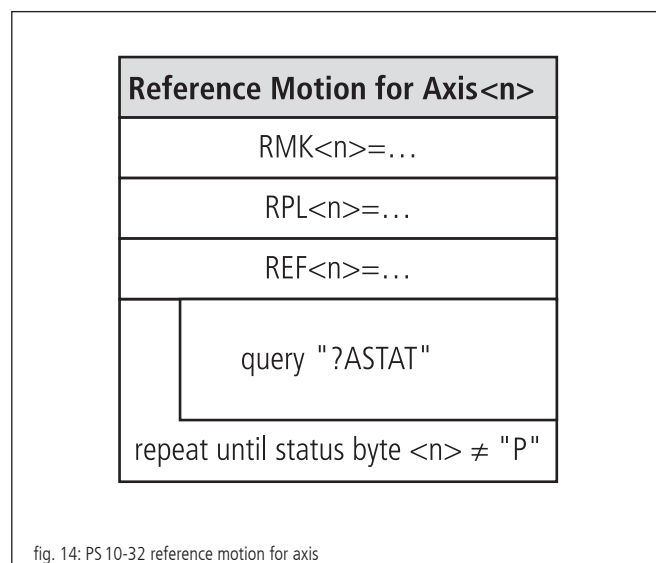 Reference Motion for Axis<n>
RMK<n>=...
RPL<n>=...
REF<n>=...
query "?ASTAT"
repeat until status byte <n> ≠ "P"
fig. 14: PS 10-32 reference motion for axis